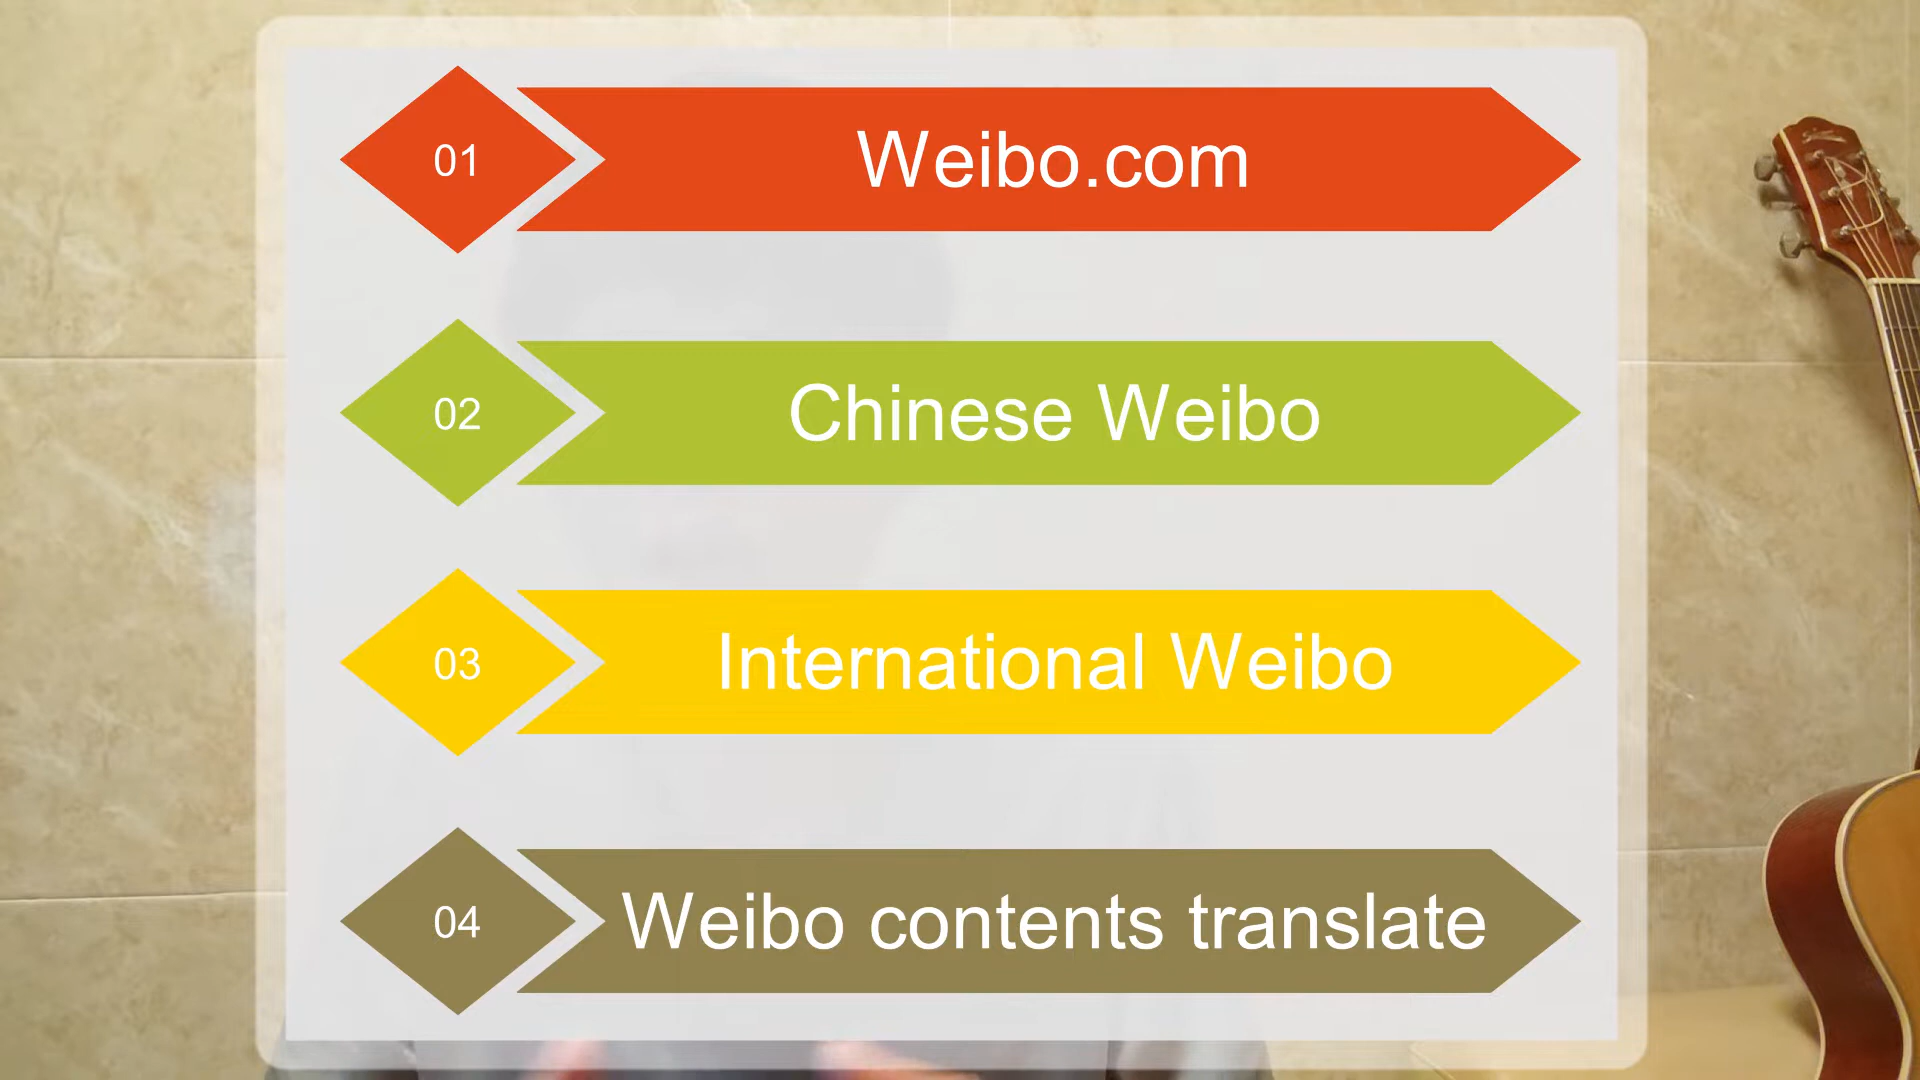 01
Weibo.com
02
Chinese Weibo
03
International Weibo
04
Weibo contents translate